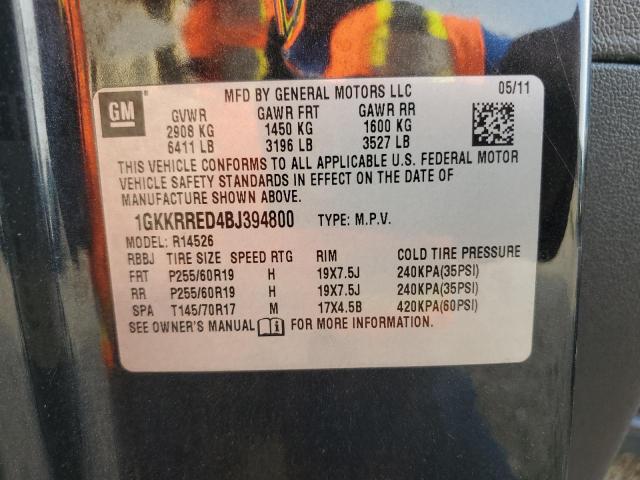 GM
MFD BY GENERAL MOTORS LLC 05/11
GVWR GAWR FRT GAWR RR
2908 KG 1450 KG 1600 KG
6411 LB 3196 LB 3527 LB
THIS VEHICLE CONFORMS TO ALL APPLICABLE U.S. FEDERAL MOTOR
VEHICLE SAFETY STANDARDS IN EFFECT ON THE DATE OF
MANUFACTURE SHOWN ABOVE.
1GKKRRED4BJ394800 TYPE: M.P.V.
MODEL: R14526
RBBJ TIRE SIZE SPEED RTG RIM COLD TIRE PRESSURE
FRT P255/60R19 H 19X7.5J 240KPA(35PSI)
RR P255/60R19 H 19X7.5J 240KPA(35PSI)
SPA T145/70R17 M 17X4.5B 420KPA(60PSI)
SEE OWNER'S MANUAL FOR MORE INFORMATION.